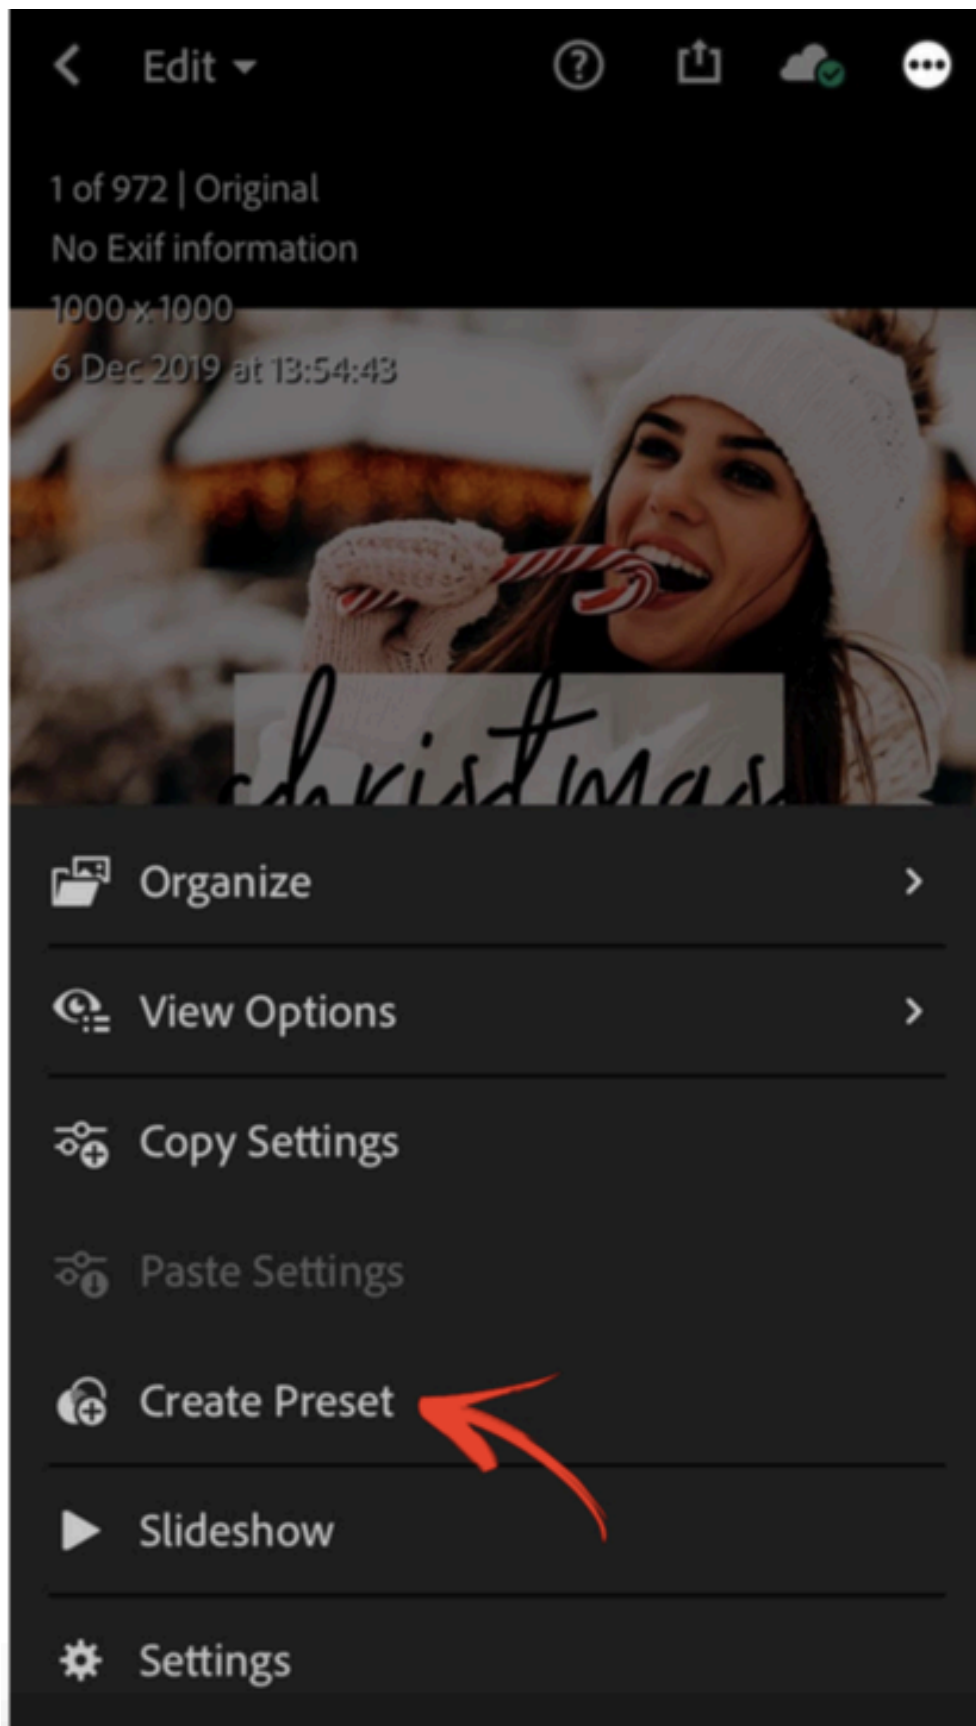 Edit
1 of 972 | Original
No Exif information
1000 x 1000
6 Dec 2019 at 13:54:43
christmas
Organize
View Options
Copy Settings
Paste Settings
Create Preset
Slideshow
Settings